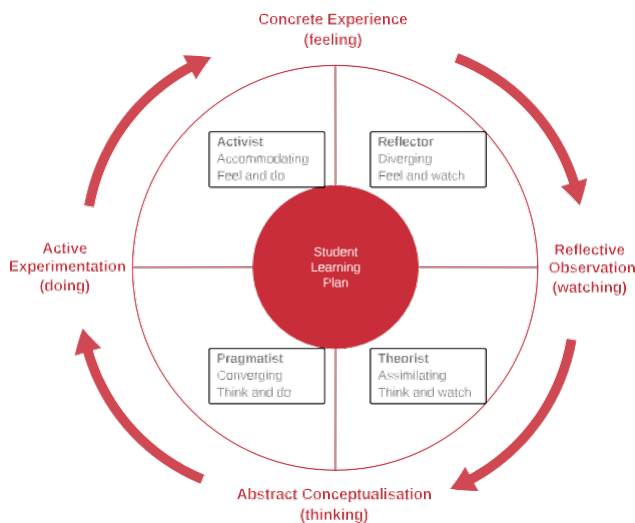 Concrete Experience
(feeling)
Activist
Accommodating
Feel and do
Reflector
Diverging
Feel and watch
Student
Learning
Plan
Active
Experimentation
(doing)
Reflective
Observation
(watching)
Pragmatist
Converging
Think and do
Theorist
Assimilating
Think and watch
Abstract Conceptualisation
(thinking)